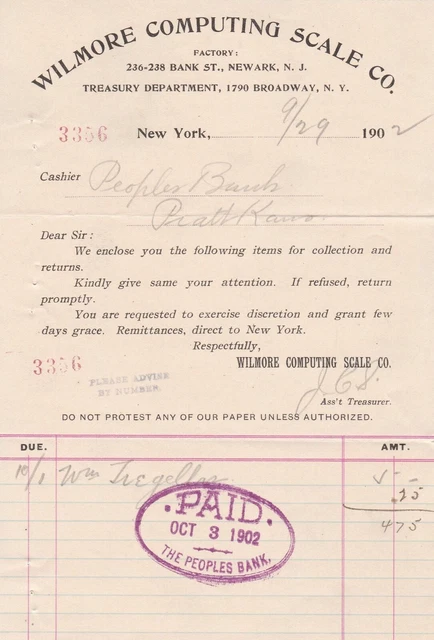 WILMORE COMPUTING SCALE CO.
FACTORY:
236-238 BANK ST., NEWARK, N. J.
TREASURY DEPARTMENT, 1790 BROADWAY, N. Y.
3356 New York, 9/29 1902
Cashier Peoples Bank
Pratt Kans.
Dear Sir:
We enclose you the following items for collection and
returns.
Kindly give same your attention. If refused, return
promptly.
You are requested to exercise discretion and grant few
days grace. Remittances, direct to New York.
Respectfully,
3356 WILMORE COMPUTING SCALE CO.
PLEASE ADVISE
BY NUMBER.
Ass't Treasurer.
DO NOT PROTEST ANY OF OUR PAPER UNLESS AUTHORIZED.
DUE. AMT.
10/1 Wm Tregellas 5 -
.25
475
PAID.
OCT 3 1902
THE PEOPLES BANK,